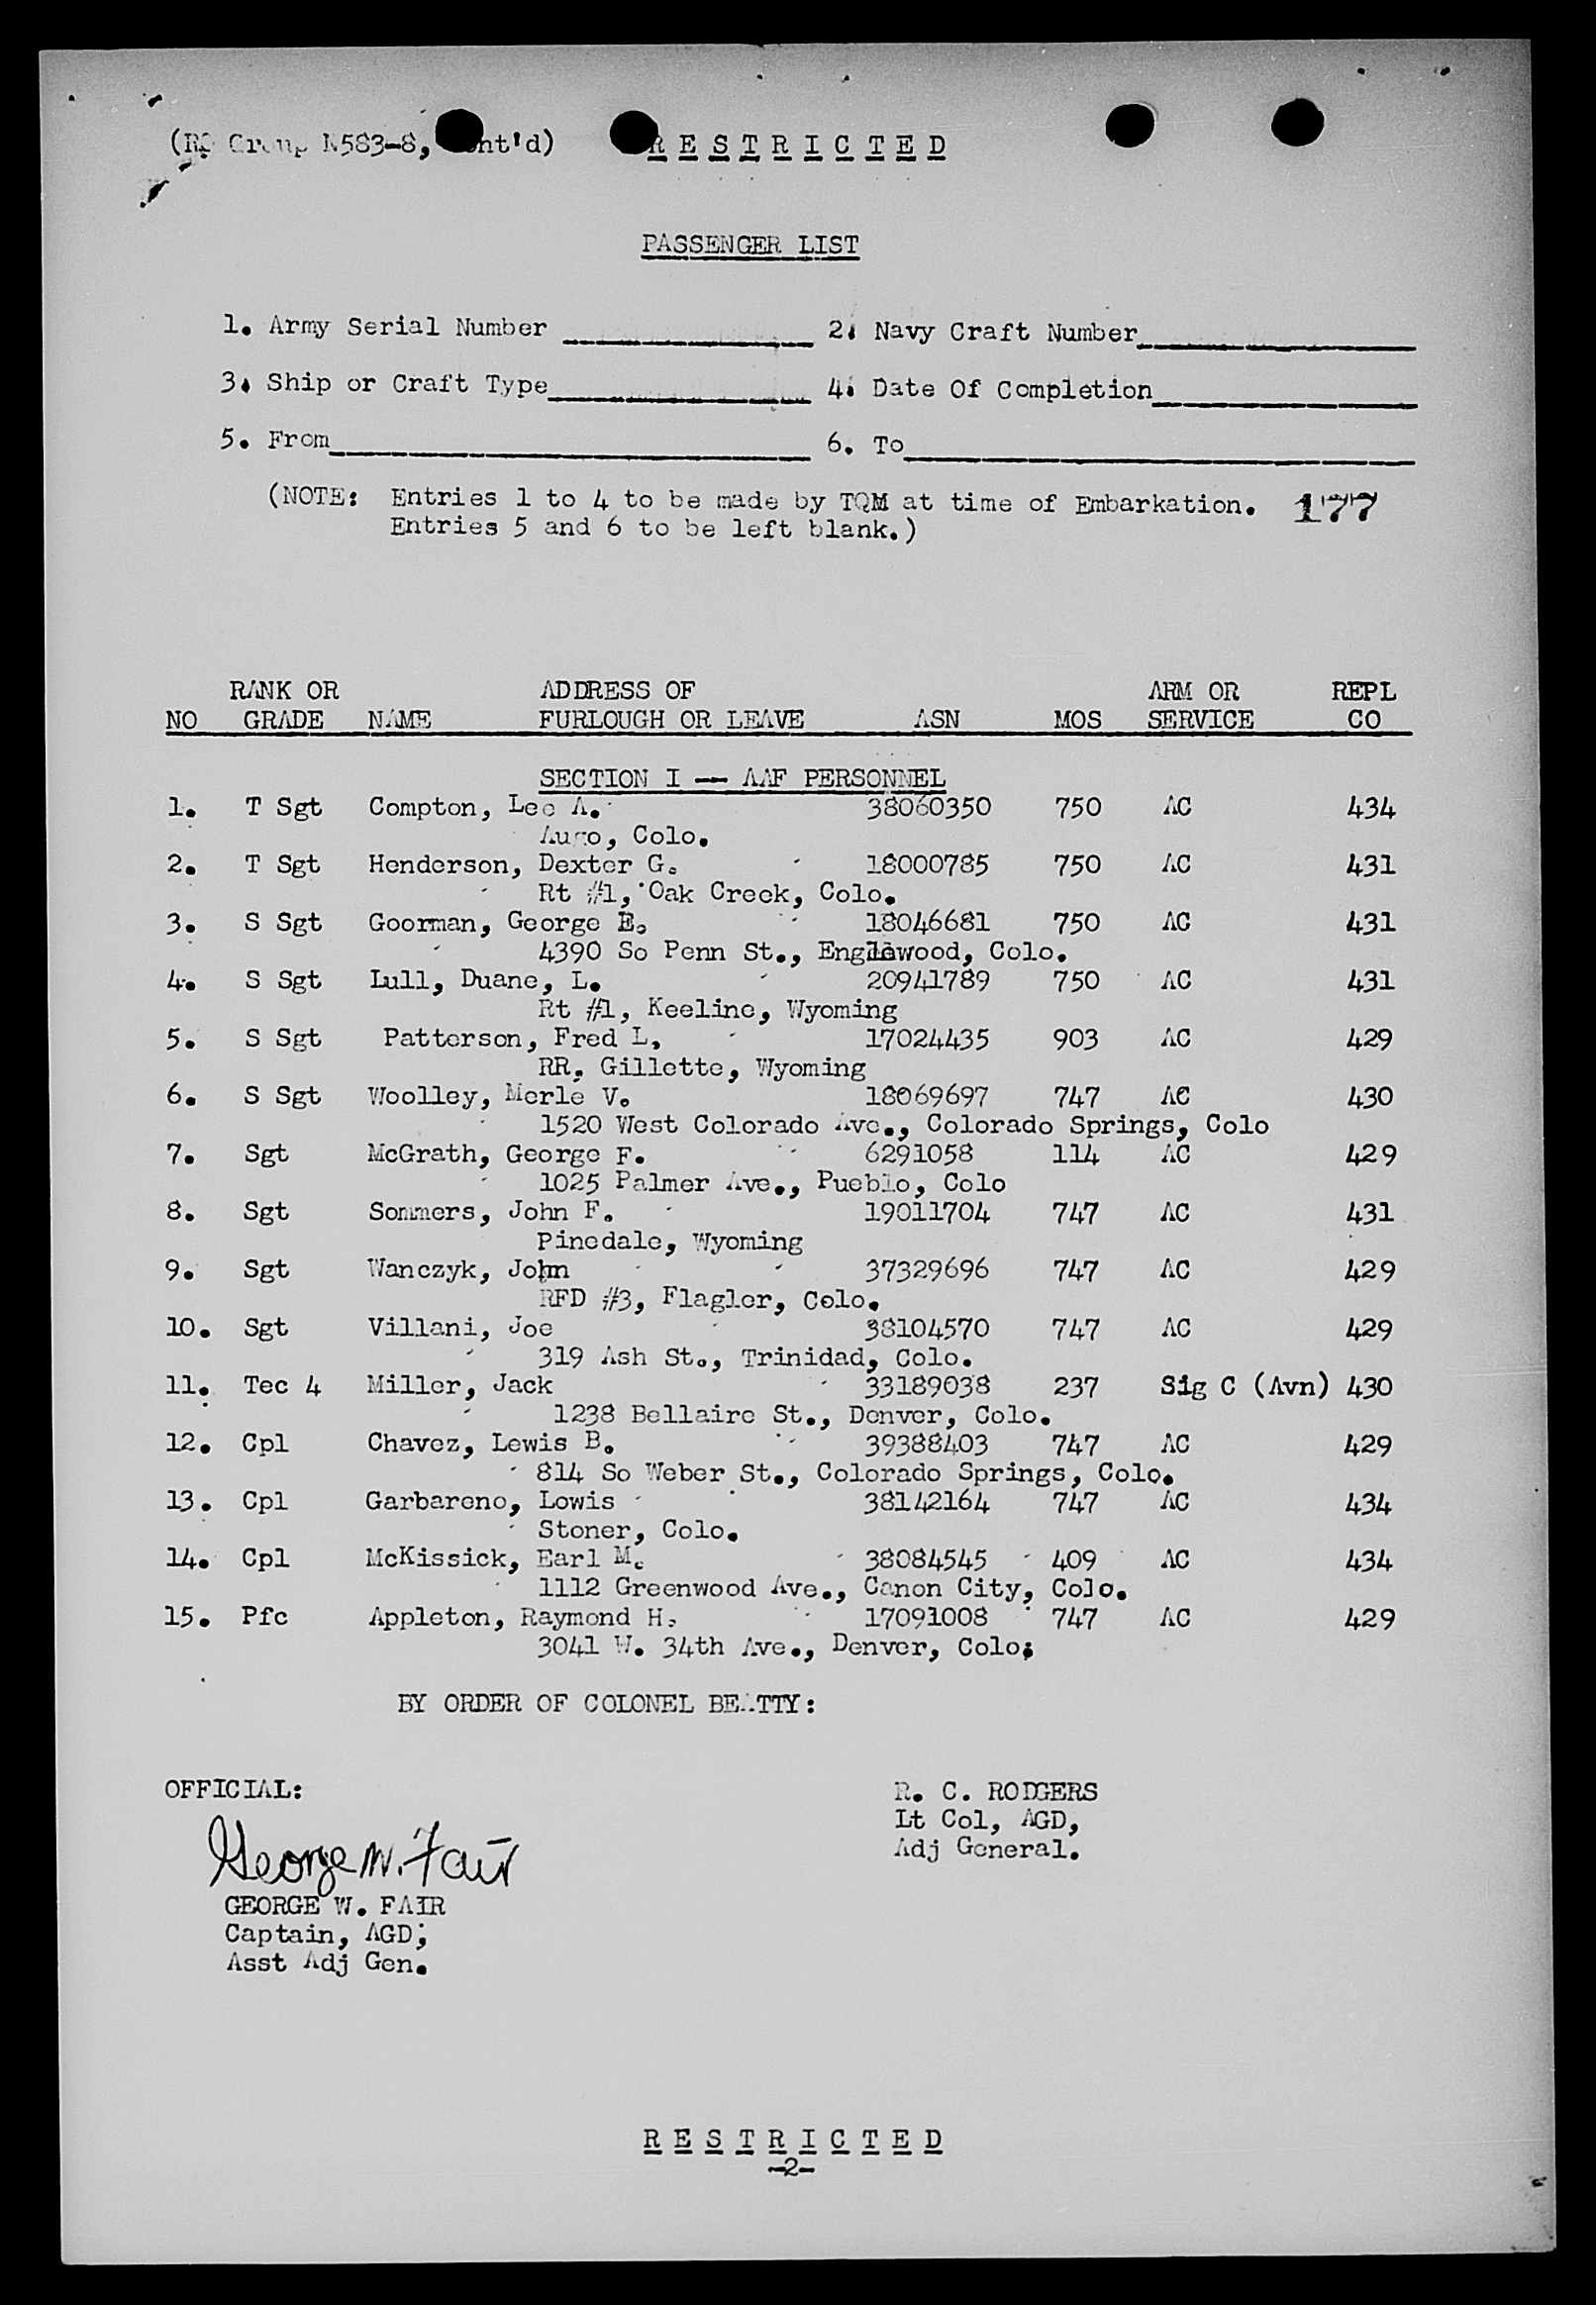 (RS Group N583-8, nt'd) R E S T R I C T E D
PASSENGER LIST
1. Army Serial Number 2. Navy Craft Number
3. Ship or Craft Type 4. Date Of Completion
5. From 6. To
(NOTE: Entries 1 to 4 to be made by TQM at time of Embarkation. 177
Entries 5 and 6 to be left blank.)
RANK OR ADDRESS OF ARM OR REPL
NO GRADE NAME FURLOUGH OR LEAVE ASN MOS SERVICE CO
SECTION I -- AAF PERSONNEL
1. T Sgt Compton, Lee A. 38060350 750 AC 434
Colo.
2. T Sgt Henderson, Dexter G. 18000785 750 AC 431
Rt #1, Oak Creek, Colo.
3. S Sgt Goorman, George E. 18046681 750 AC 431
4390 So Penn St., Englewood, Colo.
4. S Sgt Lull, Duane, L. 20941789 750 AC 431
Rt #1, Keeline, Wyoming
5. S Sgt Patterson, Fred L. 17024435 903 AC 429
RR. Gillette, Wyoming
6. S Sgt Woolley, Merle V. 18069697 747 AC 430
1520 West Colorado Ave., Colorado Springs, Colo
7. Sgt McGrath, George F. 6291058 114 AC 429
1025 Palmer Ave., Pueblo, Colo
8. Sgt Sommers, John F. 19011704 747 AC 431
Pinedale, Wyoming
9. Sgt Wanczyk, John 37329696 747 AC 429
RFD #3, Flagler, Colo.
10. Sgt Villani, Joe 38104570 747 AC 429
319 Ash St., Trinidad, Colo.
11. Tec 4 Miller, Jack 33189038 237 Sig C (Avn) 430
1238 Bellaire St., Denver, Colo.
12. Cpl Chavez, Lewis B. 39388403 747 AC 429
814 So Weber St., Colorado Springs, Colo.
13. Cpl Garbareno, Lowis 38142164 747 AC 434
Stoner, Colo.
14. Cpl McKissick, Earl M. 38084545 409 AC 434
1112 Greenwood Ave., Canon City, Colo.
15. Pfc Appleton, Raymond H. 17091008 747 AC 429
3041 W. 34th Ave., Denver, Colo.
BY ORDER OF COLONEL BEATTY:
OFFICIAL: R. C. RODGERS
Lt Col, AGD,
Adj General.
George W. Fair
GEORGE W. FAIR
Captain, AGD,
Asst Adj Gen.
R E S T R I C T E D
-2-